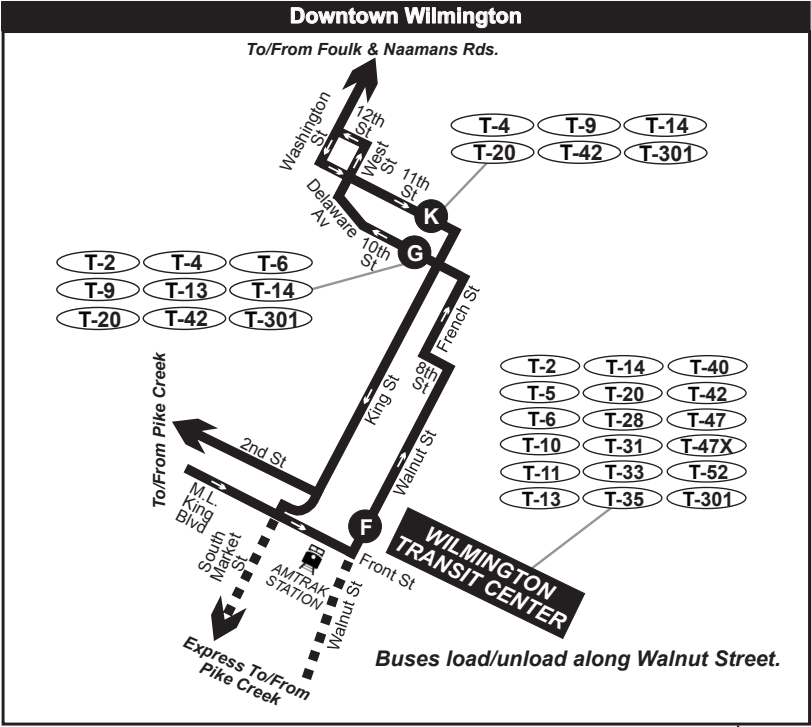 Downtown Wilmington
To/From Foulk & Naamans Rds.
Washington
St
12th
St
West
St
11th
St
Delaware
Av
10th
St
K
G
T-4 T-9 T-14
T-20 T-42 T-301
T-2 T-4 T-6
T-9 T-13 T-14
T-20 T-42 T-301
French St
8th
St
King St
Walnut St
To/From Pike Creek
2nd St
M.L.
King
Blvd
South
Market
St
F
Front St
AMTRAK
STATION
Walnut St
Express To/From
Pike Creek
T-2 T-14 T-40
T-5 T-20 T-42
T-6 T-28 T-47
T-10 T-31 T-47X
T-11 T-33 T-52
T-13 T-35 T-301
WILMINGTON
TRANSIT CENTER
Buses load/unload along Walnut Street.